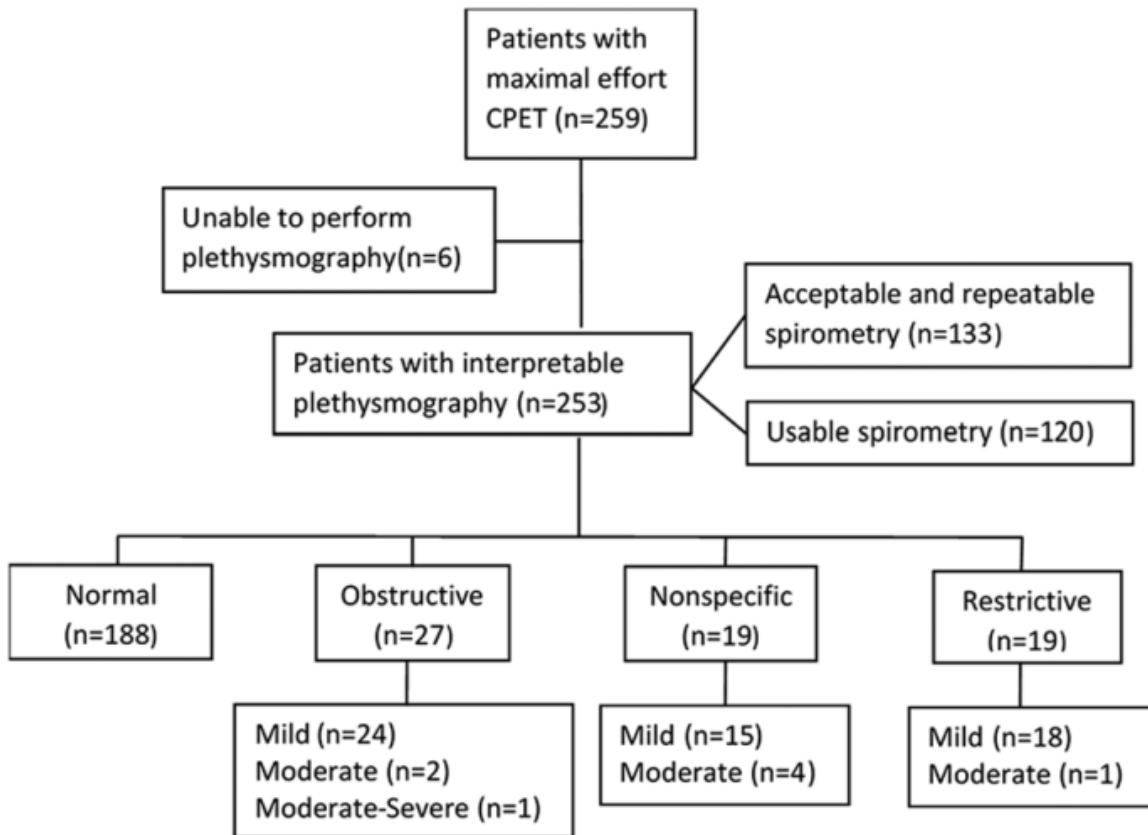 Patients with
maximal effort
CPET (n=259)
Unable to perform
plethysmography(n=6)
Acceptable and repeatable
spirometry (n=133)
Patients with interpretable
plethysmography (n=253)
Usable spirometry (n=120)
Normal
(n=188)
Obstructive
(n=27)
Nonspecific
(n=19)
Restrictive
(n=19)
Mild (n=24)
Moderate (n=2)
Moderate-Severe (n=1)
Mild (n=15)
Moderate (n=4)
Mild (n=18)
Moderate (n=1)